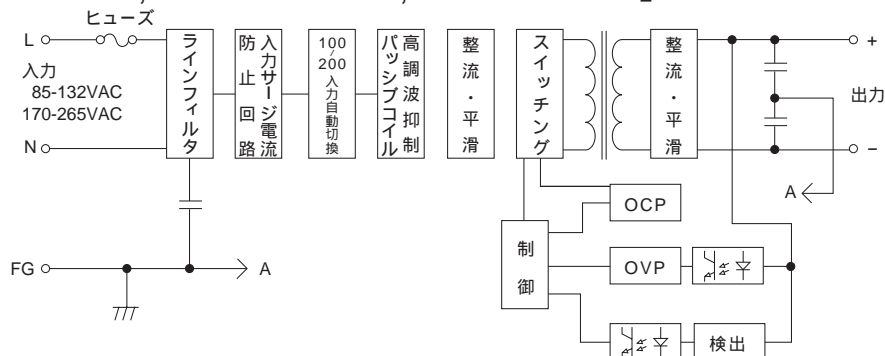 ヒューズ
L
入力
85-132VAC
170-265VAC
N
FG
A
ラインフィルタ
入力サージ電流
防止回路
100/200
入力自動切換
高調波抑制
パッシブコイル
整流・平滑
スイッチング
整流・平滑
+
出力
−
A
OCP
制御
OVP
検出